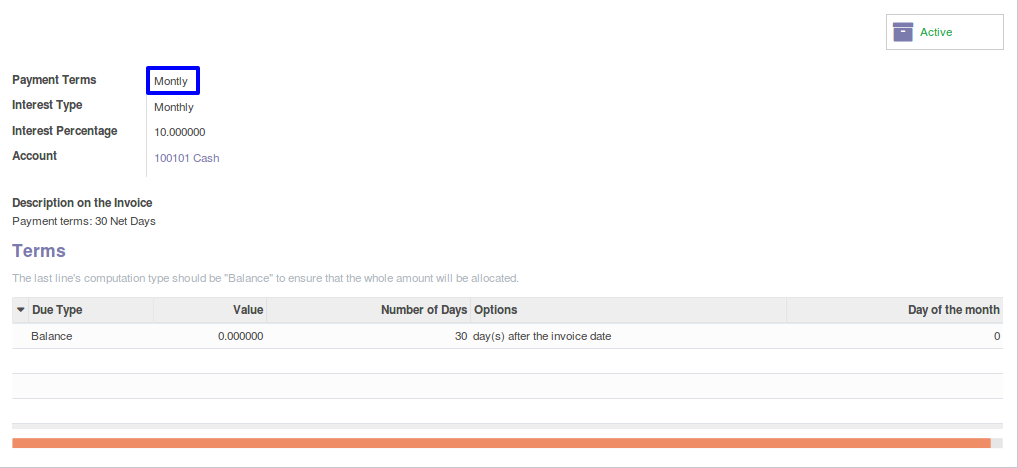 Active
Payment Terms Montly
Interest Type Monthly
Interest Percentage 10.000000
Account 100101 Cash
Description on the Invoice
Payment terms: 30 Net Days
Terms
The last line's computation type should be "Balance" to ensure that the whole amount will be allocated.
Due Type Value Number of Days Options Day of the month
Balance 0.000000 30 day(s) after the invoice date 0